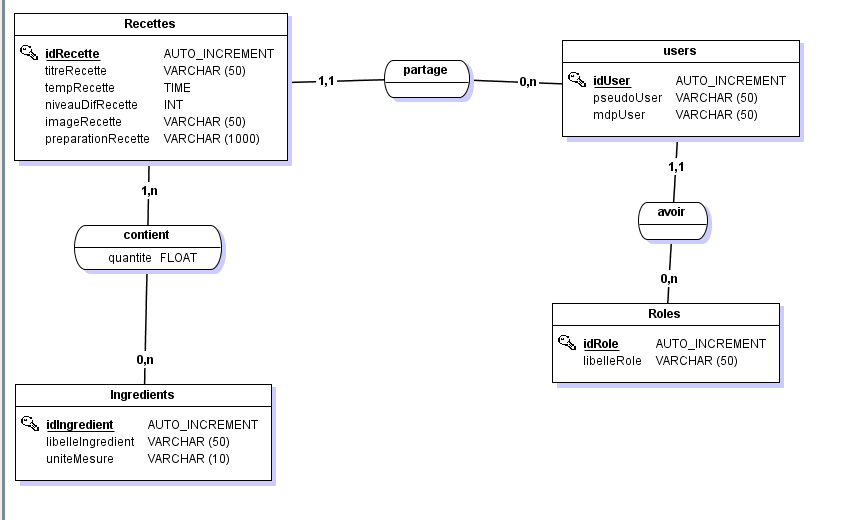 Recettes
idRecette AUTO_INCREMENT
titreRecette VARCHAR (50)
tempRecette TIME
niveauDifRecette INT
imageRecette VARCHAR (50)
preparationRecette VARCHAR (1000)
1,1
partage
0,n
users
idUser AUTO_INCREMENT
pseudoUser VARCHAR (50)
mdpUser VARCHAR (50)
1,n
1,1
contient
quantite FLOAT
avoir
0,n
0,n
Roles
idRole AUTO_INCREMENT
libelleRole VARCHAR (50)
Ingredients
idIngredient AUTO_INCREMENT
libelleIngredient VARCHAR (50)
uniteMesure VARCHAR (10)